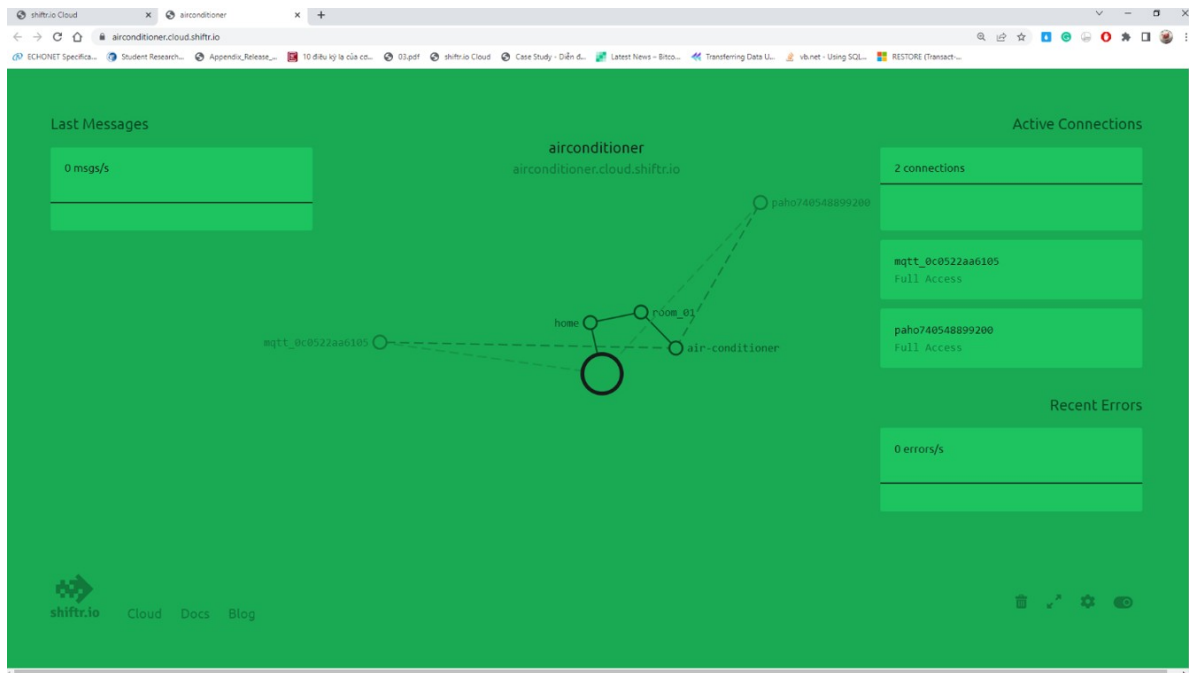 shiftr.io Cloud
airconditioner
airconditioner.cloud.shiftr.io
ECHONET Specifica...
Student Research...
Appendix_Release_...
10 điều kỳ lạ của co...
03.pdf
shiftr.io Cloud
Case Study - Diễn đ...
Latest News – Bitco...
Transferring Data U...
vb.net - Using SQL...
RESTORE (Transact-...
Last Messages
0 msgs/s
airconditioner
airconditioner.cloud.shiftr.io
paho740548899200
home
room_01
mqtt_0c0522aa6105
air-conditioner
Active Connections
2 connections
mqtt_0c0522aa6105
Full Access
paho740548899200
Full Access
Recent Errors
0 errors/s
shiftr.io
Cloud Docs Blog